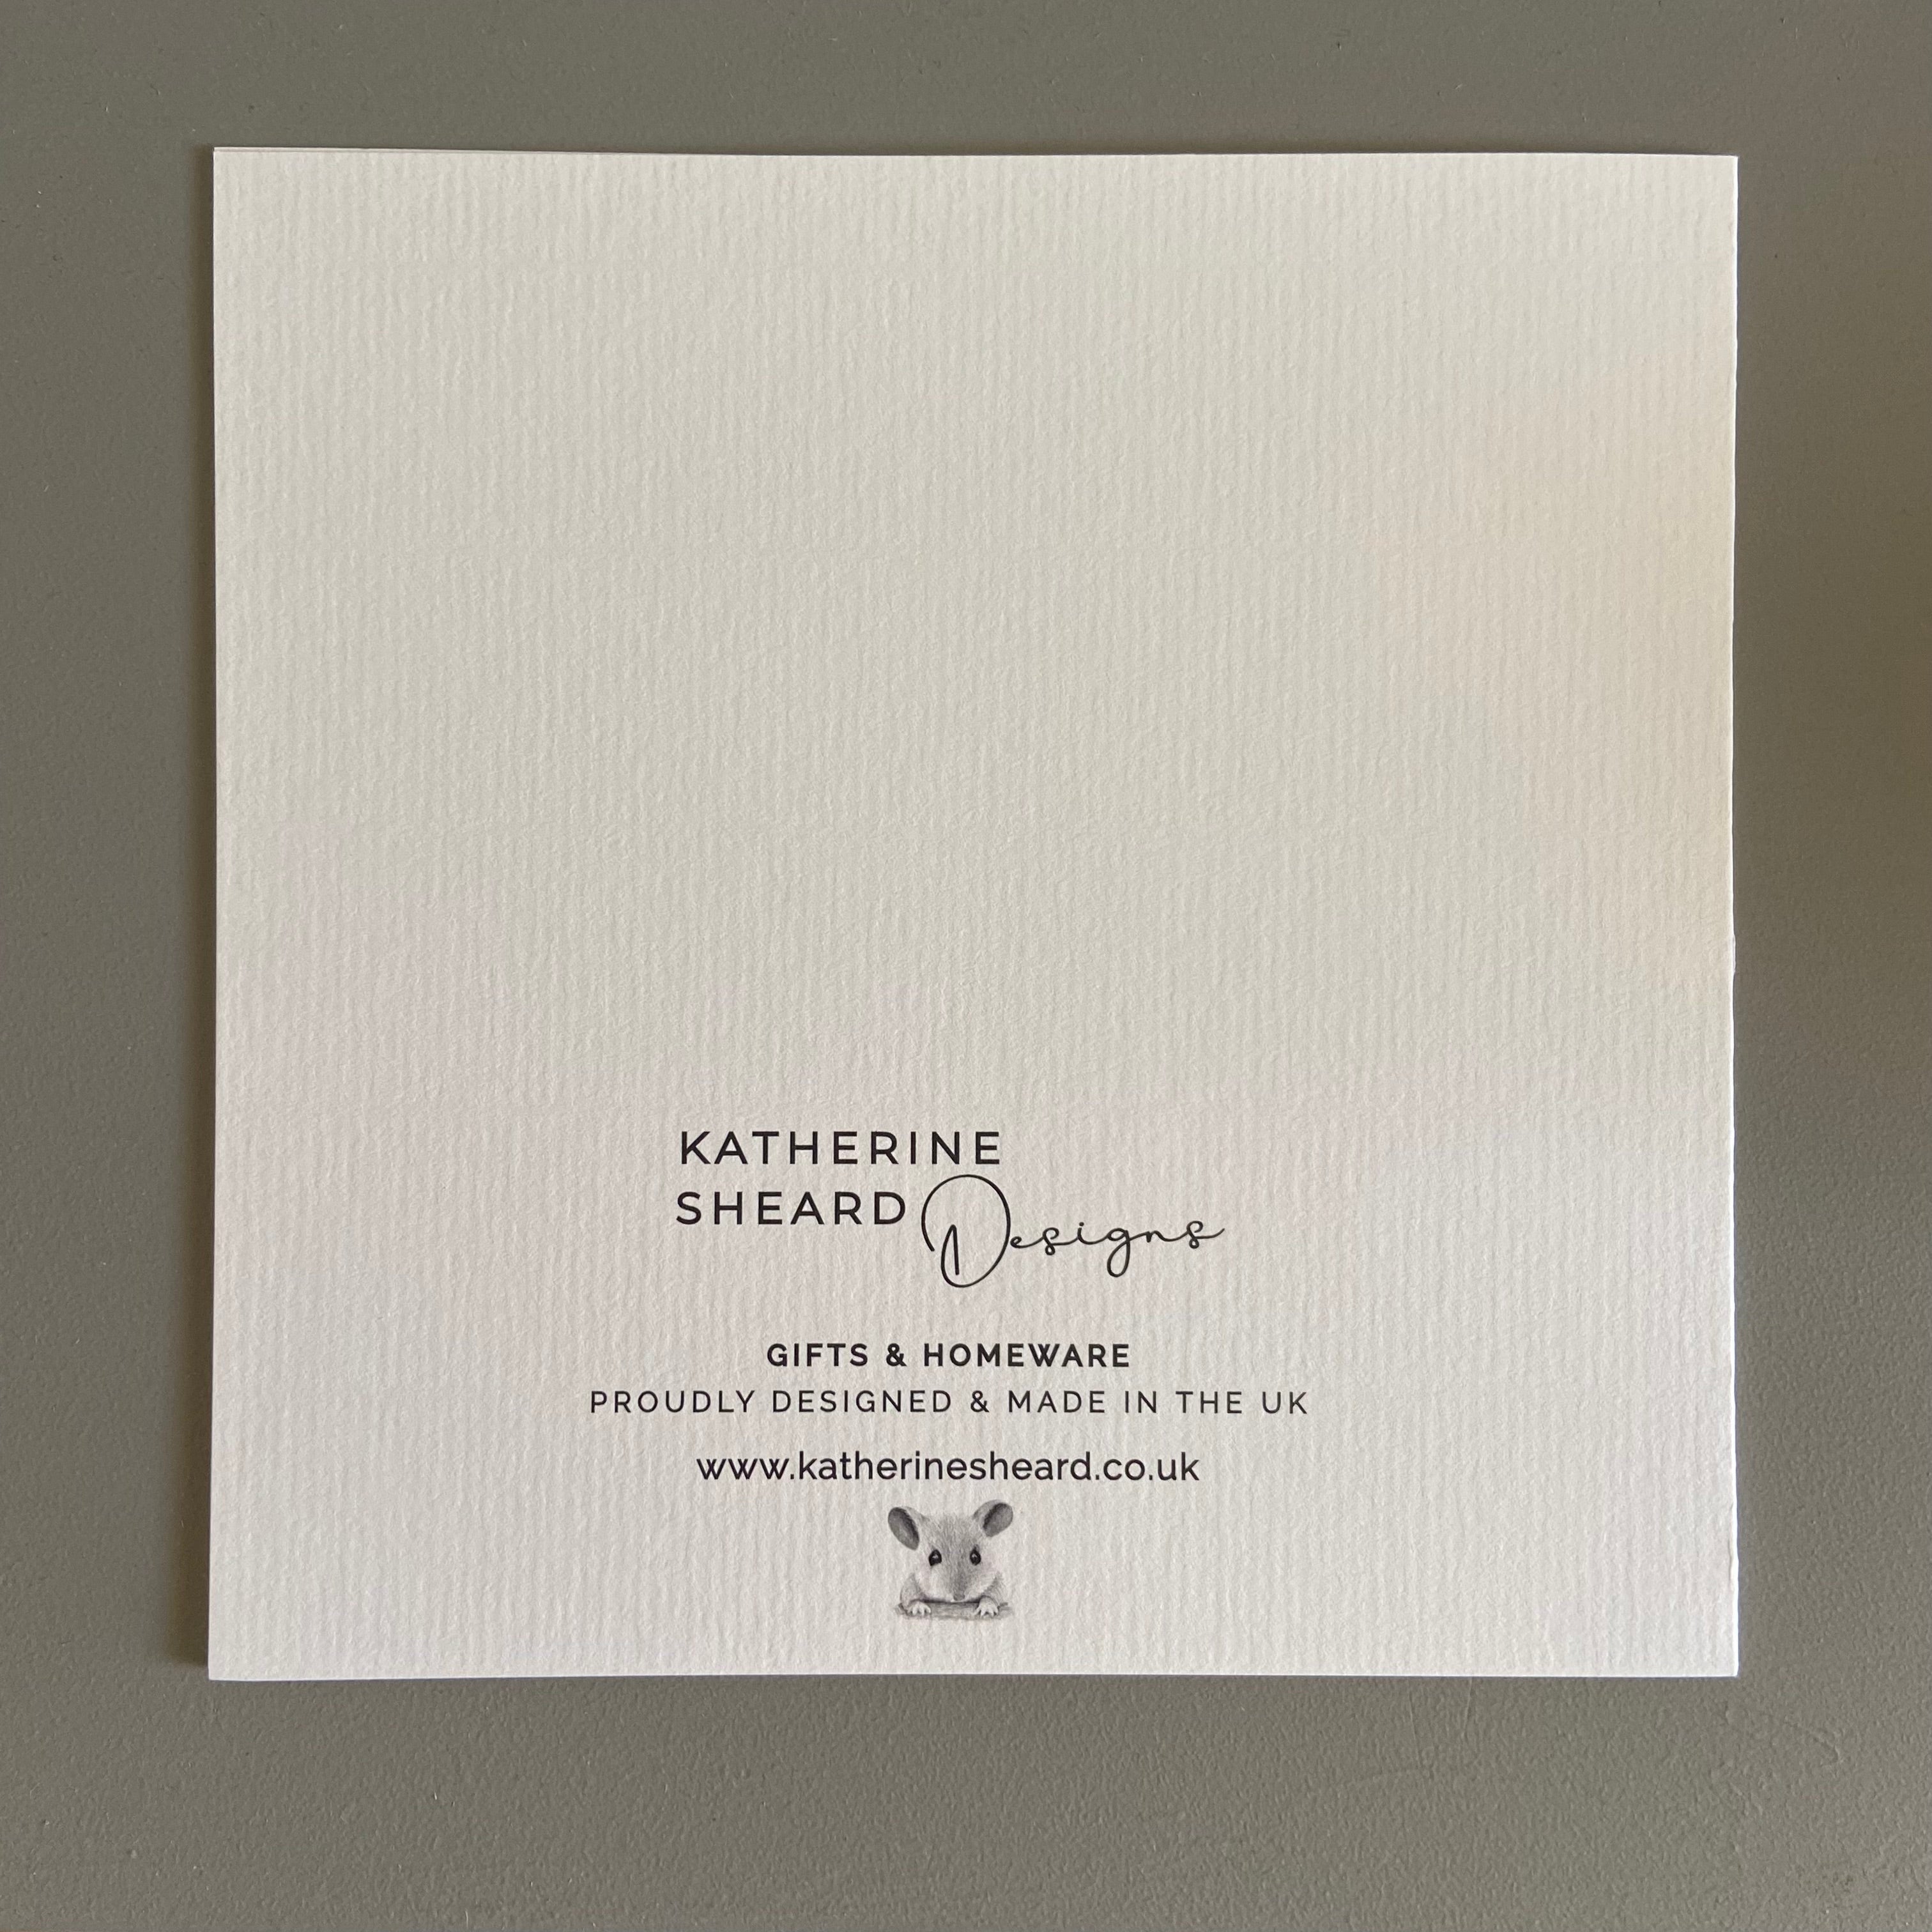 KATHERINE
SHEARD Designs
GIFTS & HOMEWARE
PROUDLY DESIGNED & MADE IN THE UK
www.katherinesheard.co.uk